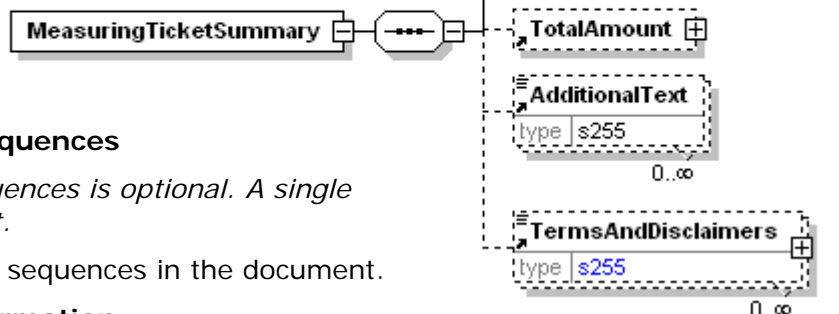 MeasuringTicketSummary
TotalAmount
AdditionalText
type s255
0..∞
TermsAndDisclaimers
type s255
0..∞
quences
uences is optional. A single
t.
sequences in the document.